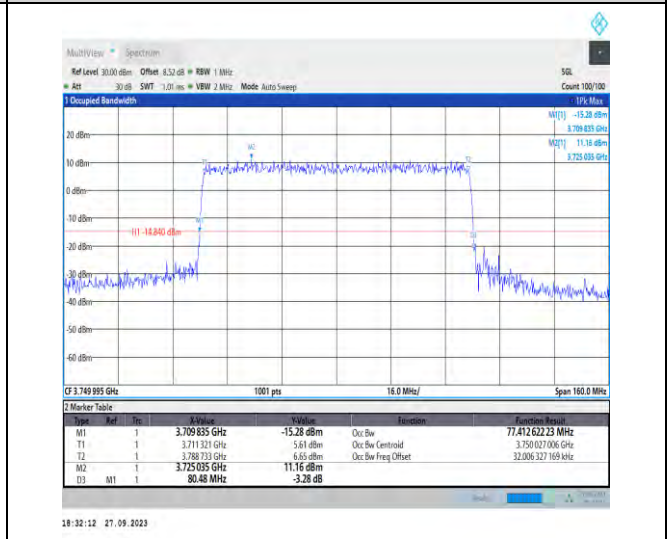 MultiView Spectrum
Ref Level 30.00 dBm Offset 8.52 dB RBW 1 MHz SGL
Att 30 dB SWT 1.01 ms VBW 2 MHz Mode Auto Sweep Count 100/100
1 Occupied Bandwidth 1Pk Max
M1[1] -15.28 dBm
3.709 835 GHz
M2[1] 11.16 dBm
3.725 035 GHz
20 dBm
M2
T1 T2
10 dBm
0 dBm
-10 dBm
M1
H1 -14.840 dBm
D3
-20 dBm
-30 dBm
-40 dBm
-50 dBm
-60 dBm
CF 3.749 995 GHz 1001 pts 16.0 MHz/ Span 160.0 MHz
2 Marker Table
Type Ref Trc X-Value Y-Value Function Function Result
M1 1 3.709 835 GHz -15.28 dBm Occ Bw 77.412 622 23 MHz
T1 1 3.711 321 GHz 5.61 dBm Occ Bw Centroid 3.750 027 006 GHz
T2 1 3.788 733 GHz 6.65 dBm Occ Bw Freq Offset 32.006 327 169 kHz
M2 1 3.725 035 GHz 11.16 dBm
D3 M1 1 80.48 MHz -3.28 dB
18:32:12 27.09.2023